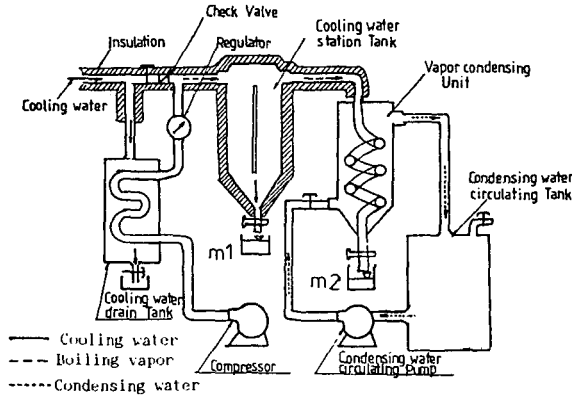 Check Valve
Insulation
Regulator
Cooling water
station Tank
Cooling water
Vapor condensing
Unit
Condensing water
circulating Tank
m1
m2
Cooling water
drain Tank
Compressor
Condensing water
circulating Pump
Cooling water
Boiling vapor
Condensing water